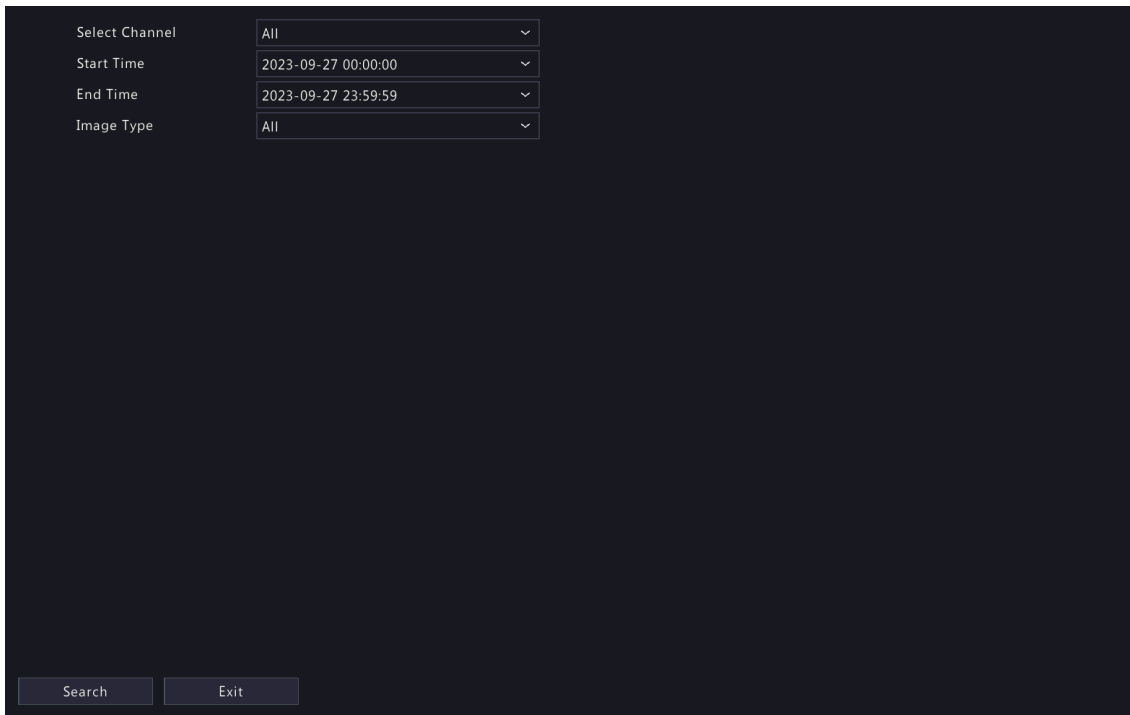 Select Channel All
Start Time 2023-09-27 00:00:00
End Time 2023-09-27 23:59:59
Image Type All
Search Exit